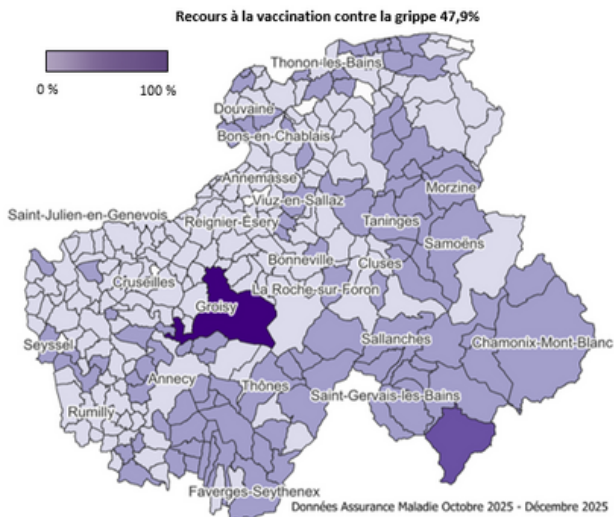 Recours à la vaccination contre la grippe 47,9%
0 %
100 %
Thonon-les-Bains
Douvaine
Bons-en-Chablais
Annemasse
Morzine
Viuz-en-Sallaz
Saint-Julien-en-Genevois
Reignier-Ésery
Taninges
Samoëns
Bonneville
Cluses
Cruseilles
La Roche-sur-Foron
Groisy
Sallanches
Chamonix-Mont-Blanc
Seyssel
Annecy
Thônes
Saint-Gervais-les-Bains
Rumilly
Faverges-Seythenex
Données Assurance Maladie Octobre 2025 - Décembre 2025